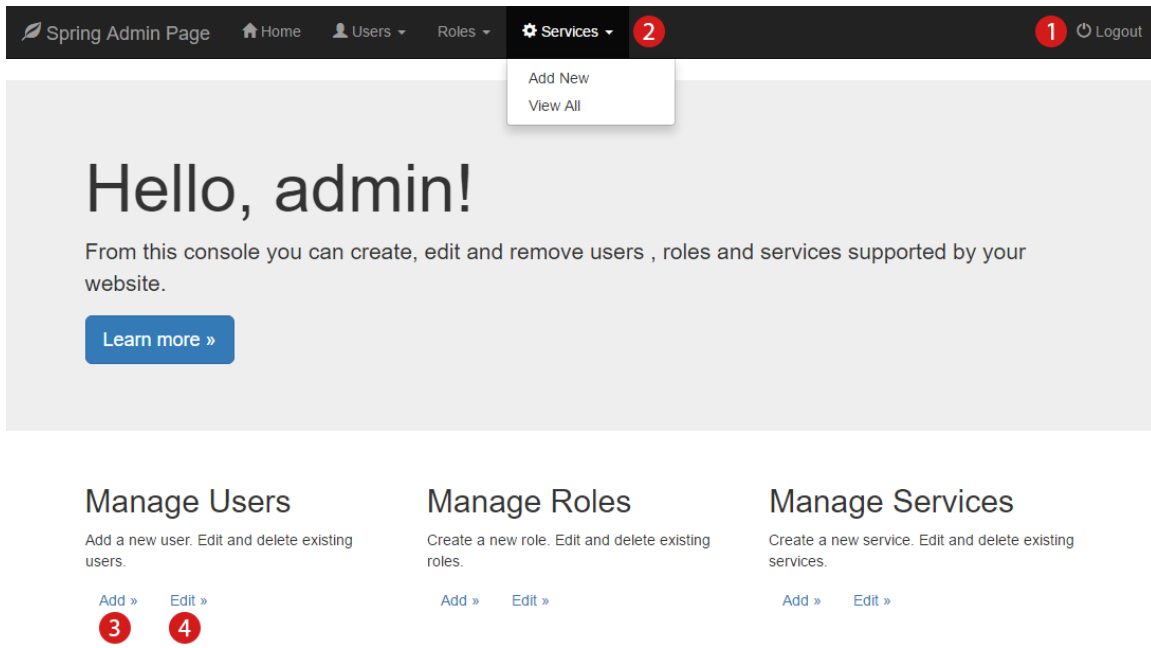 Spring Admin Page Home Users Roles Services 2 1 Logout
Add New
View All
Hello, admin!
From this console you can create, edit and remove users , roles and services supported by your
website.
Learn more »
Manage Users
Add a new user. Edit and delete existing
users.
Add » Edit »
3 4
Manage Roles
Create a new role. Edit and delete existing
roles.
Add » Edit »
Manage Services
Create a new service. Edit and delete existing
services.
Add » Edit »